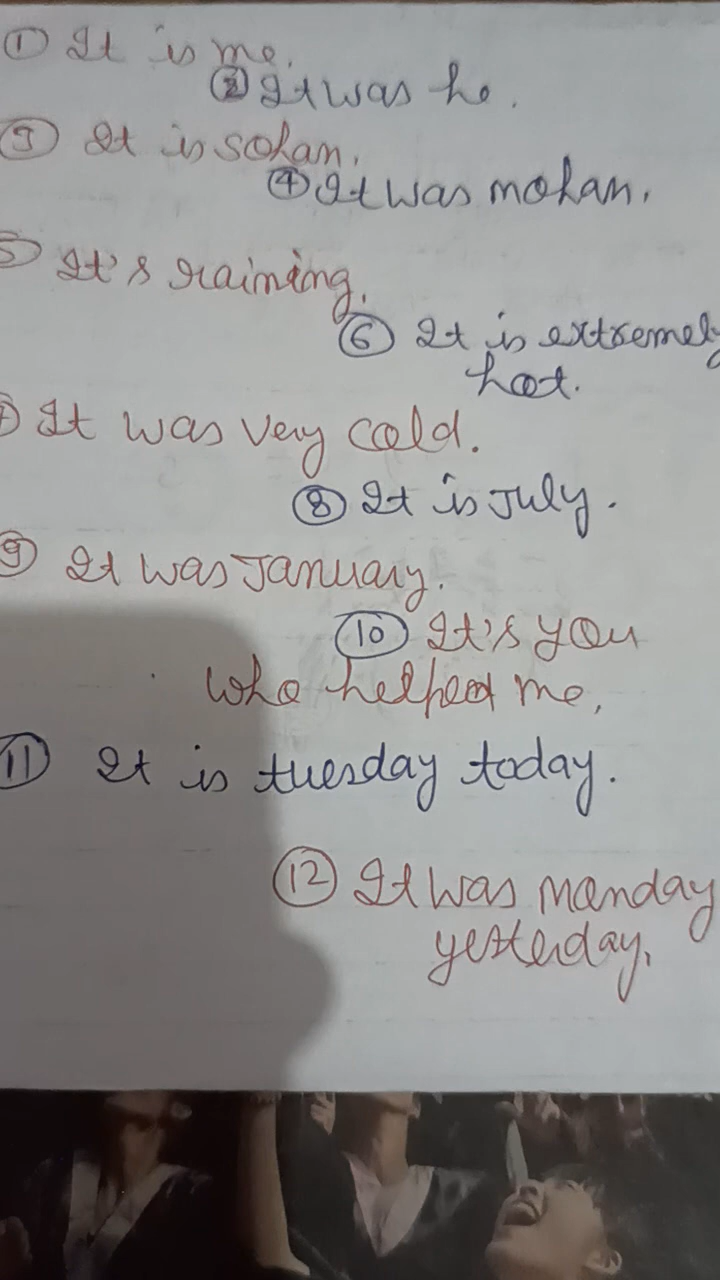 ① It is me.
② It was he.
③ It is sohan.
④ It was mohan.
⑤ It's raining.
⑥ It is extremely
hot.
⑦ It was very cold.
⑧ It is July.
⑨ It was January.
⑩ It's you
who helped me,
⑪ It is tuesday today.
⑫ It was Monday
yesterday.